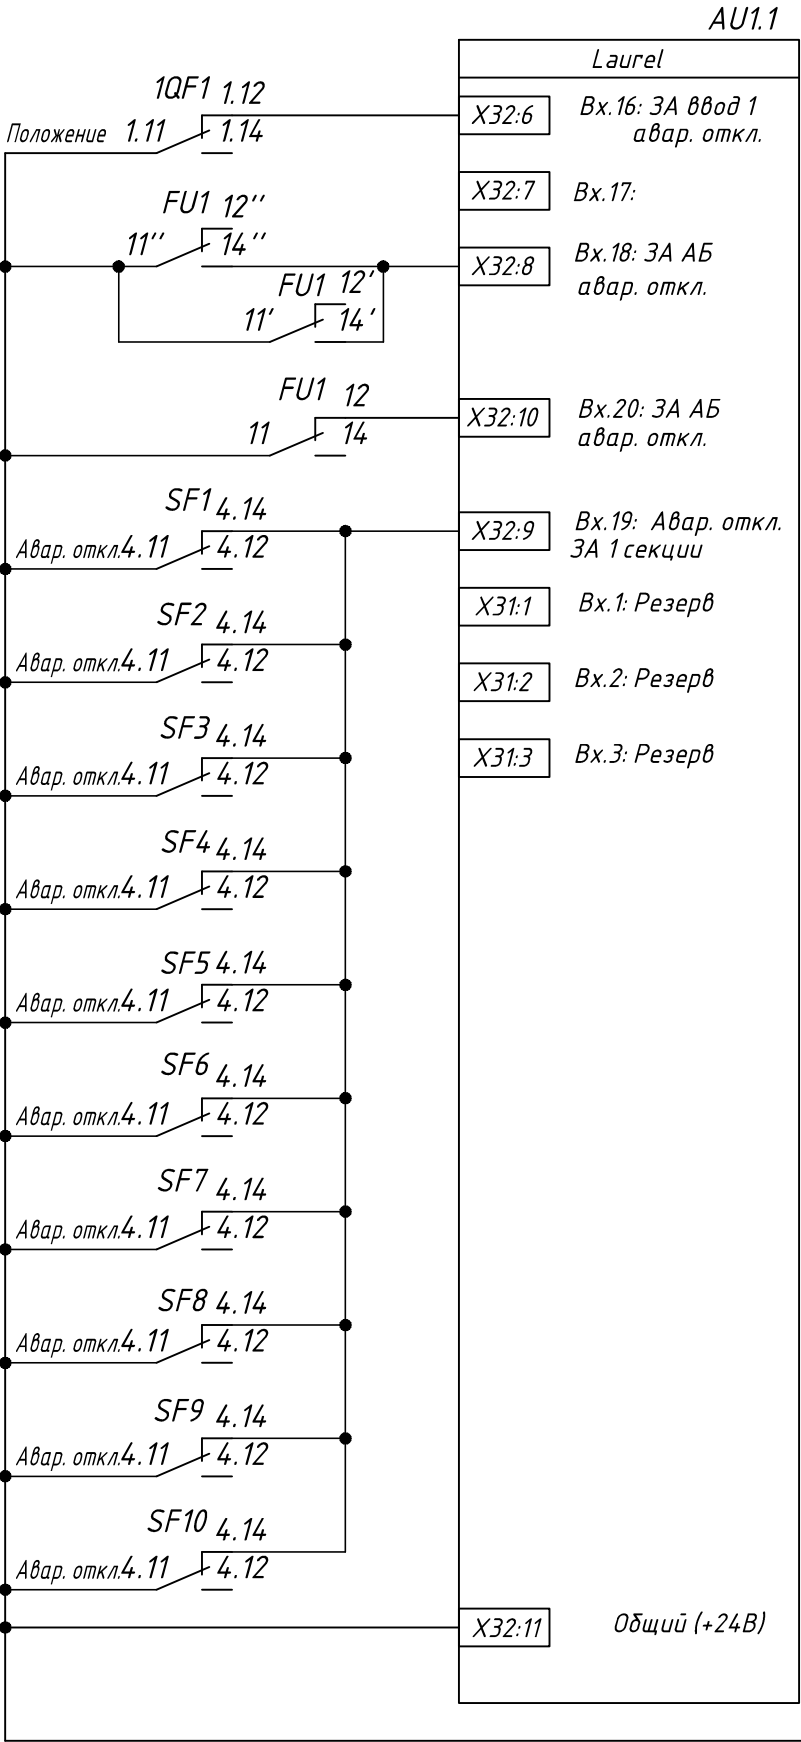 AU1.1
Laurel
1QF1 1.12
Положение 1.11 1.14
X32:6 Вх.16: ЗА ввод 1
авар. откл.
X32:7 Вх.17:
FU1 12''
11'' 14''
X32:8 Вх.18: ЗА АБ
авар. откл.
FU1 12'
11' 14'
FU1 12
11 14
X32:10 Вх.20: ЗА АБ
авар. откл.
SF1 4.14
Авар. откл. 4.11 4.12
X32:9 Вх.19: Авар. откл.
ЗА 1 секции
X31:1 Вх.1: Резерв
SF2 4.14
Авар. откл. 4.11 4.12
X31:2 Вх.2: Резерв
SF3 4.14
Авар. откл. 4.11 4.12
X31:3 Вх.3: Резерв
SF4 4.14
Авар. откл. 4.11 4.12
SF5 4.14
Авар. откл. 4.11 4.12
SF6 4.14
Авар. откл. 4.11 4.12
SF7 4.14
Авар. откл. 4.11 4.12
SF8 4.14
Авар. откл. 4.11 4.12
SF9 4.14
Авар. откл. 4.11 4.12
SF10 4.14
Авар. откл. 4.11 4.12
X32:11 Общий (+24В)